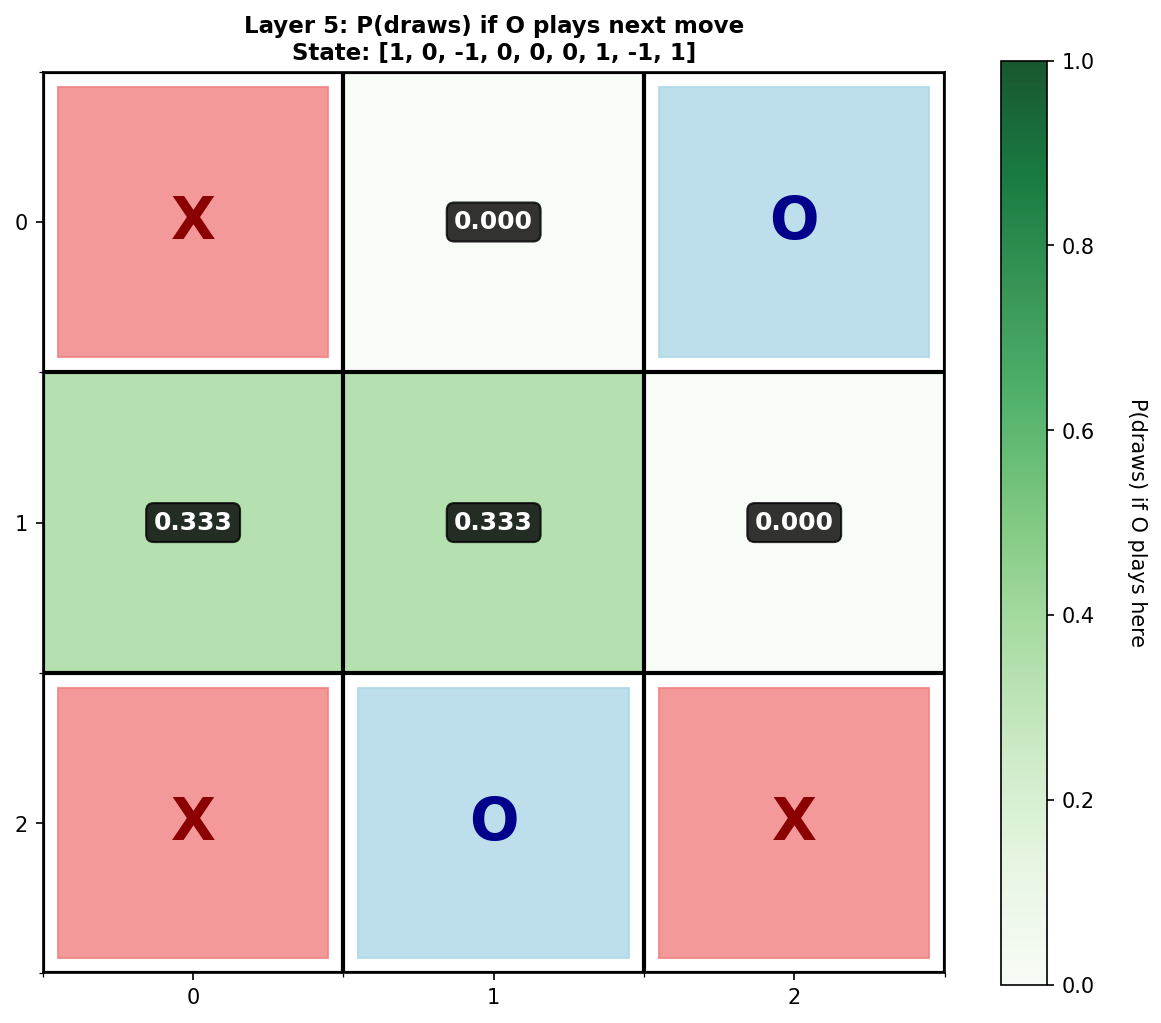 Layer 5: P(draws) if O plays next move
State: [1, 0, -1, 0, 0, 0, 1, -1, 1]
X
0.000
O
0.333
0.333
0.000
X
O
X
0
1
2
0
1
2
1.0
0.8
0.6
0.4
0.2
0.0
P(draws) if O plays here